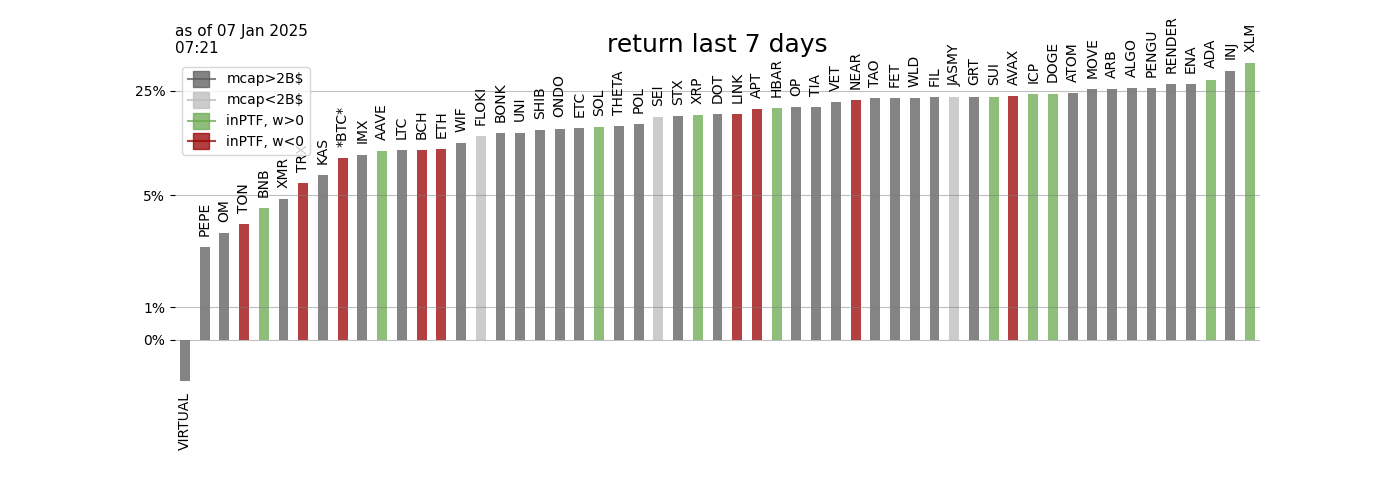 as of 07 Jan 2025
07:21
return last 7 days
mcap>2B$
mcap<2B$
inPTF, w>0
inPTF, w<0
25%
5%
1%
0%
VIRTUAL
PEPE
OM
TON
BNB
XMR
TRX
KAS
*BTC*
IMX
AAVE
LTC
BCH
ETH
WIF
FLOKI
BONK
UNI
SHIB
ONDO
ETC
SOL
THETA
POL
SEI
STX
XRP
DOT
LINK
APT
HBAR
OP
TIA
VET
NEAR
TAO
FET
WLD
FIL
JASMY
GRT
SUI
AVAX
ICP
DOGE
ATOM
MOVE
ARB
ALGO
PENGU
RENDER
ENA
ADA
INJ
XLM